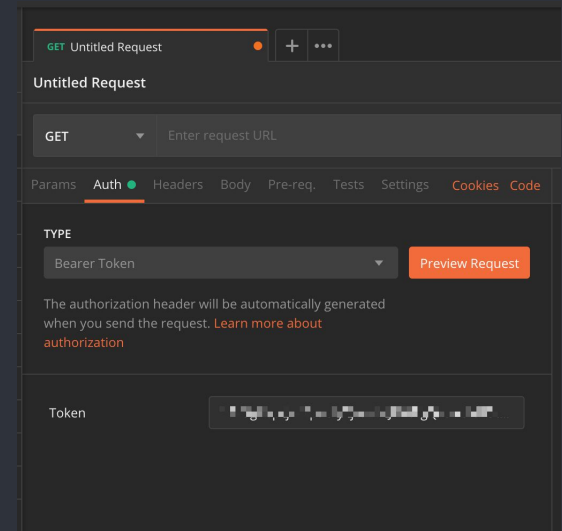 GET Untitled Request
Untitled Request
GET Enter request URL
Params Auth Headers Body Pre-req. Tests Settings Cookies Code
TYPE
Bearer Token Preview Request
The authorization header will be automatically generated
when you send the request. Learn more about
authorization
Token